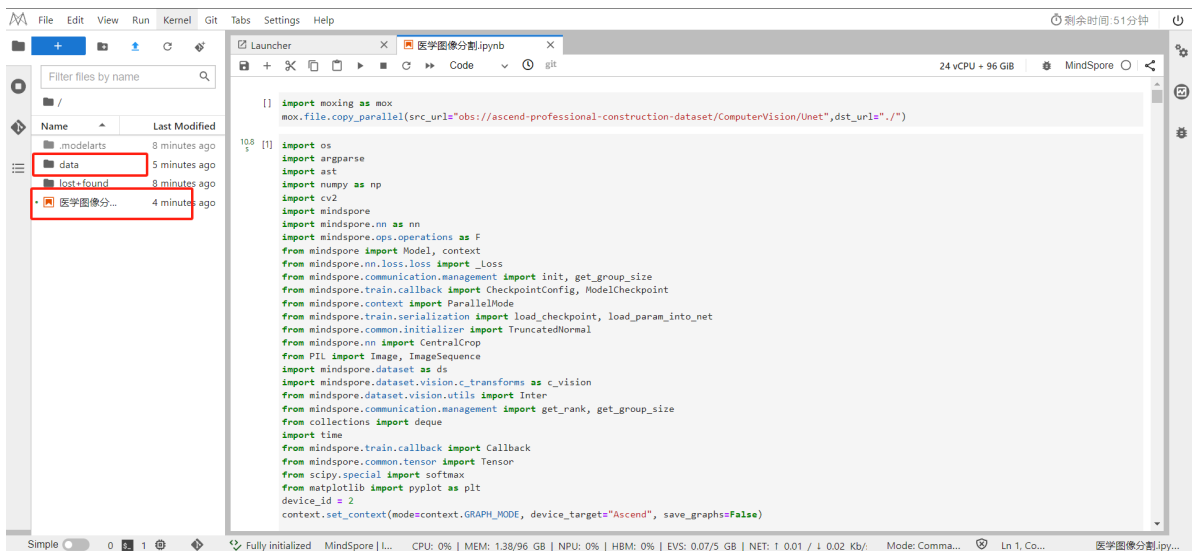 File Edit View Run Kernel Git Tabs Settings Help
剩余时间:51分钟
Launcher
医学图像分割.ipynb
Filter files by name
Code
git
24 vCPU + 96 GiB
MindSpore
/
Name Last Modified
.modelarts 8 minutes ago
data 5 minutes ago
lost+found 8 minutes ago
医学图像分... 4 minutes ago
[] import moxing as mox
mox.file.copy_parallel(src_url="obs://ascend-professional-construction-dataset/ComputerVision/Unet",dst_url="./")
10.8
s
[1] import os
import argparse
import ast
import numpy as np
import cv2
import mindspore
import mindspore.nn as nn
import mindspore.ops.operations as F
from mindspore import Model, context
from mindspore.nn.loss.loss import _Loss
from mindspore.communication.management import init, get_group_size
from mindspore.train.callback import CheckpointConfig, ModelCheckpoint
from mindspore.context import ParallelMode
from mindspore.train.serialization import load_checkpoint, load_param_into_net
from mindspore.common.initializer import TruncatedNormal
from mindspore.nn import CentralCrop
from PIL import Image, ImageSequence
import mindspore.dataset as ds
import mindspore.dataset.vision.c_transforms as c_vision
from mindspore.dataset.vision.utils import Inter
from mindspore.communication.management import get_rank, get_group_size
from collections import deque
import time
from mindspore.train.callback import Callback
from mindspore.common.tensor import Tensor
from scipy.special import softmax
from matplotlib import pyplot as plt
device_id = 2
context.set_context(mode=context.GRAPH_MODE, device_target="Ascend", save_graphs=False)
Simple 0 1 Fully initialized MindSpore | I... CPU: 0% | MEM: 1.38/96 GB | NPU: 0% | HBM: 0% | EVS: 0.07/5 GB | NET: ↑ 0.01 / ↓ 0.02 Kb/: Mode: Comma... Ln 1, Co... 医学图像分割.ipy...